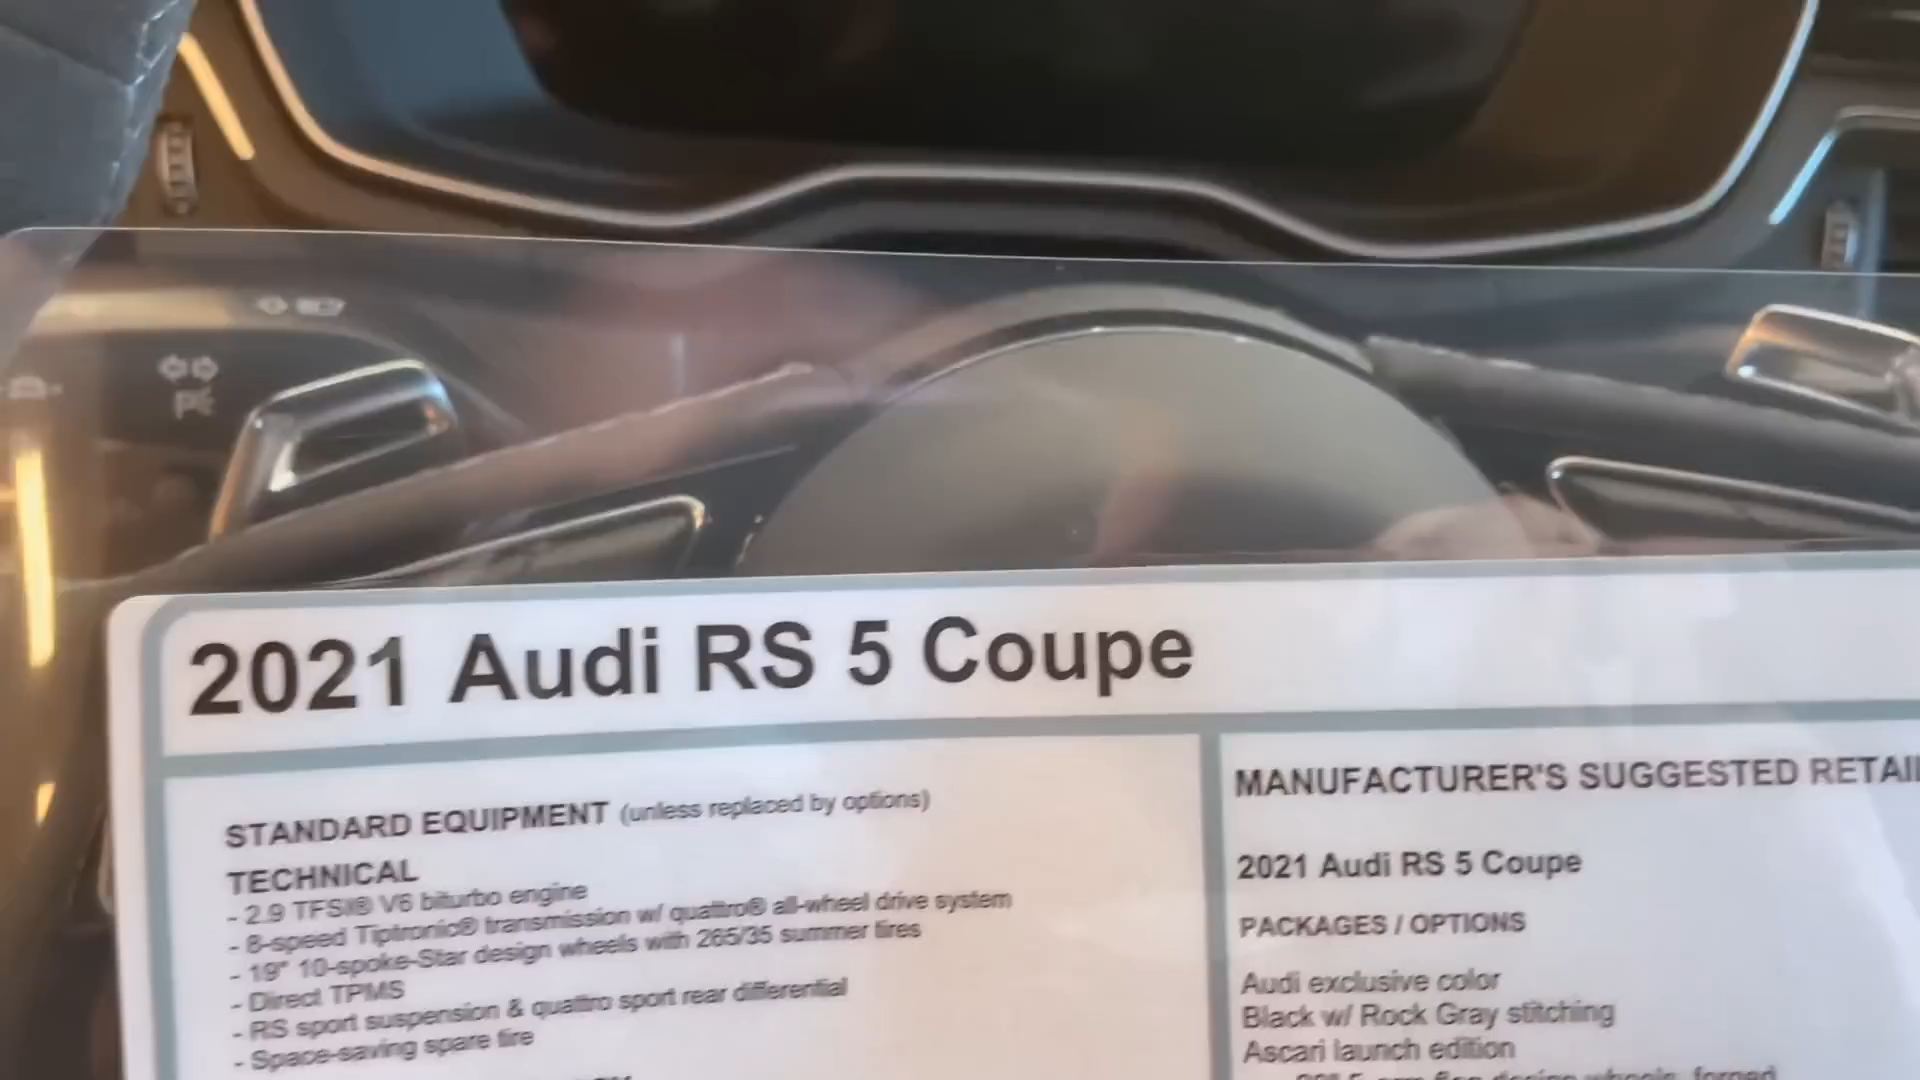 2021 Audi RS 5 Coupe
STANDARD EQUIPMENT (unless replaced by options)
TECHNICAL
- 2.9 TFSI® V6 biturbo engine
- 8-speed Tiptronic® transmission w/ quattro® all-wheel drive system
- 19" 10-spoke-Star design wheels with 265/35 summer tires
- Direct TPMS
- RS sport suspension & quattro sport rear differential
- Space-saving spare tire
MANUFACTURER'S SUGGESTED RETAIL
2021 Audi RS 5 Coupe
PACKAGES / OPTIONS
Audi exclusive color
Black w/ Rock Gray stitching
Ascari launch edition